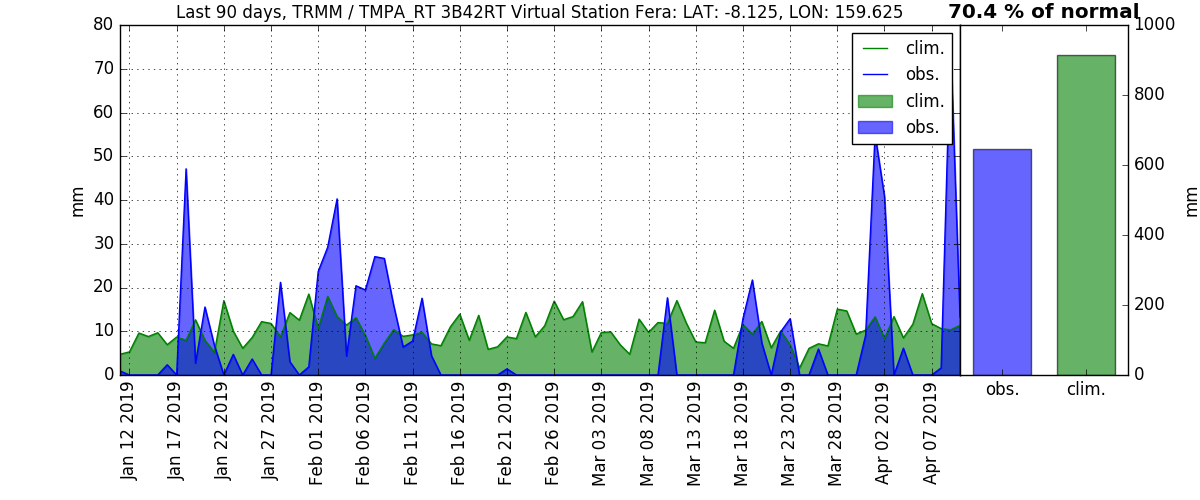 Last 90 days, TRMM / TMPA_RT 3B42RT Virtual Station Fera: LAT: -8.125, LON: 159.625
70.4 % of normal
80
70
60
50
40
30
20
10
0
mm
clim.
obs.
clim.
obs.
1000
800
600
400
200
0
mm
Jan 12 2019
Jan 17 2019
Jan 22 2019
Jan 27 2019
Feb 01 2019
Feb 06 2019
Feb 11 2019
Feb 16 2019
Feb 21 2019
Feb 26 2019
Mar 03 2019
Mar 08 2019
Mar 13 2019
Mar 18 2019
Mar 23 2019
Mar 28 2019
Apr 02 2019
Apr 07 2019
obs.
clim.